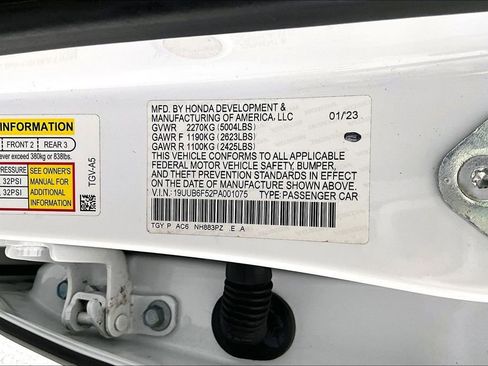 MFD. BY HONDA DEVELOPMENT & 01/23
MANUFACTURING OF AMERICA, LLC
GVWR 2270KG (5004LBS)
GAWR F 1190KG (2623LBS)
GAWR R 1100KG (2425LBS)
THIS VEHICLE CONFORMS TO ALL APPLICABLE
FEDERAL MOTOR VEHICLE SAFETY, BUMPER,
AND THEFT PREVENTION STANDARDS IN EFFECT
ON THE DATE OF MANUFACTURE SHOWN ABOVE.
V.I.N.: 19UUB6F52PA001075 TYPE:PASSENGER CAR
TGY P AC6 NH883PZ E A
INFORMATION
FRONT 2 REAR 3
exceed 380kg or 838lbs.
SEE OWNER'S
32PSI MANUAL FOR
32PSI ADDITIONAL
INFORMATION
TGV-A5